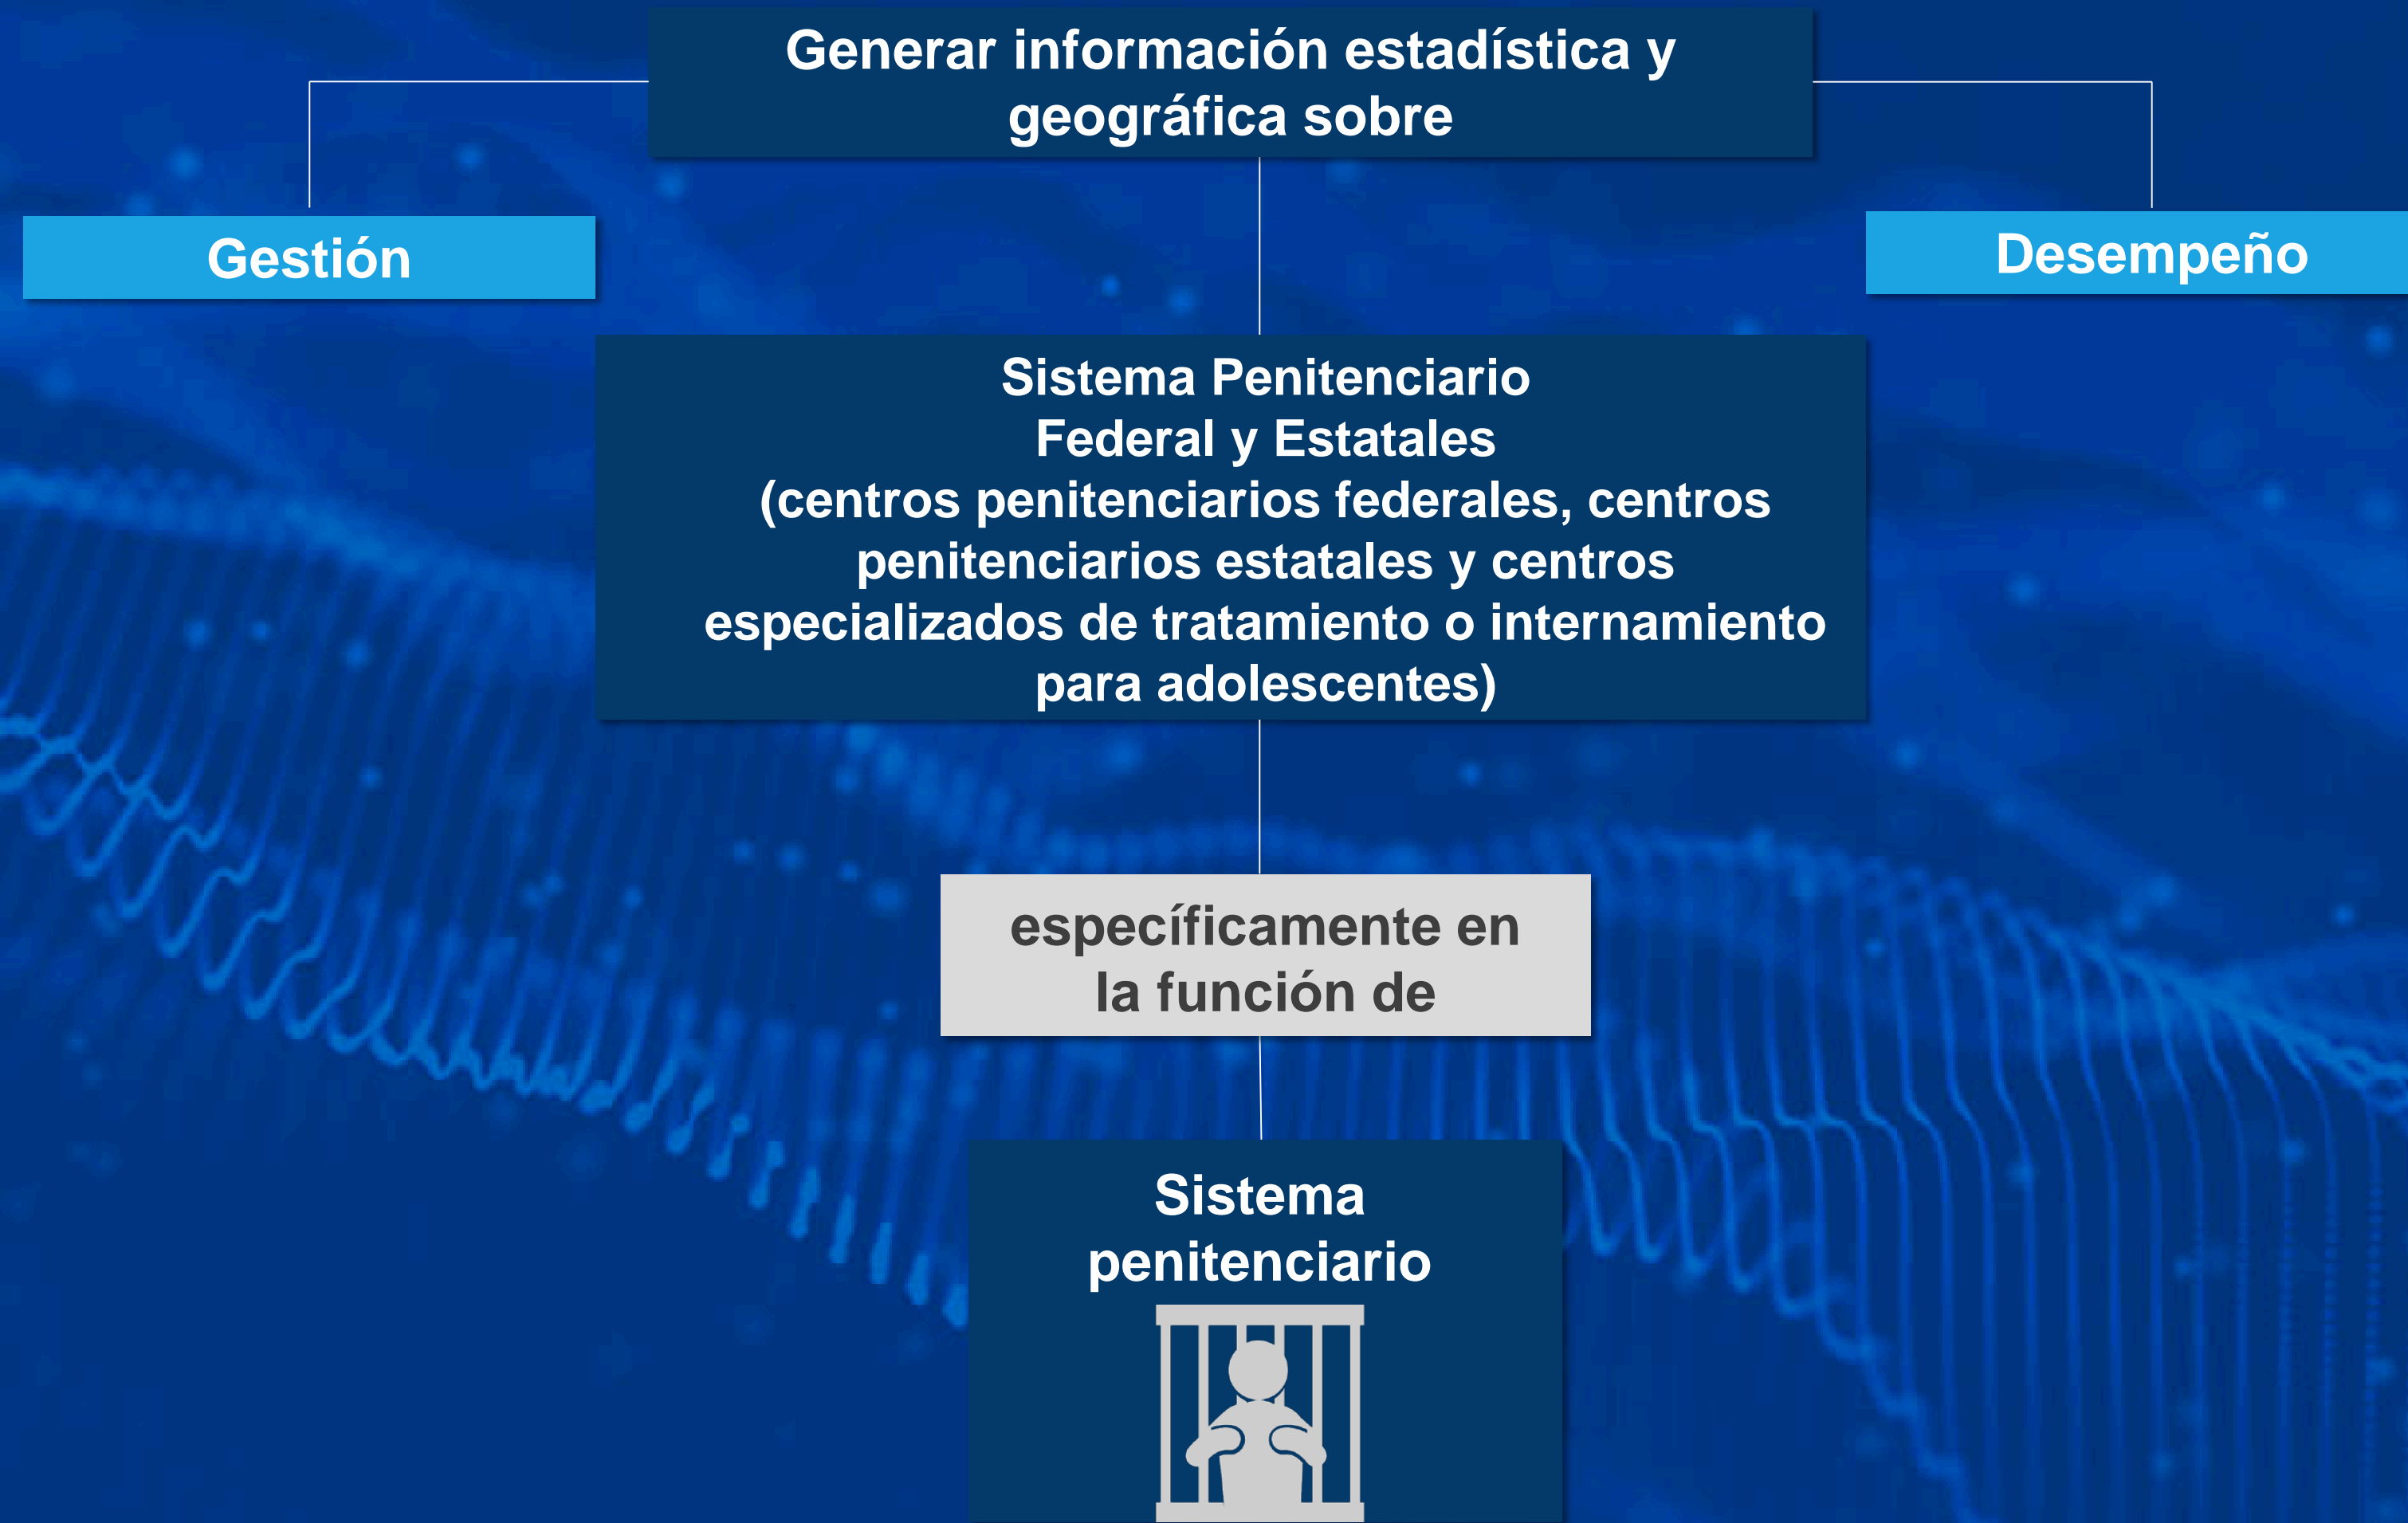 Generar información estadística y
geográfica sobre
Gestión
Desempeño
Sistema Penitenciario
Federal y Estatales
(centros penitenciarios federales, centros
penitenciarios estatales y centros
especializados de tratamiento o internamiento
para adolescentes)
específicamente en
la función de
Sistema
penitenciario